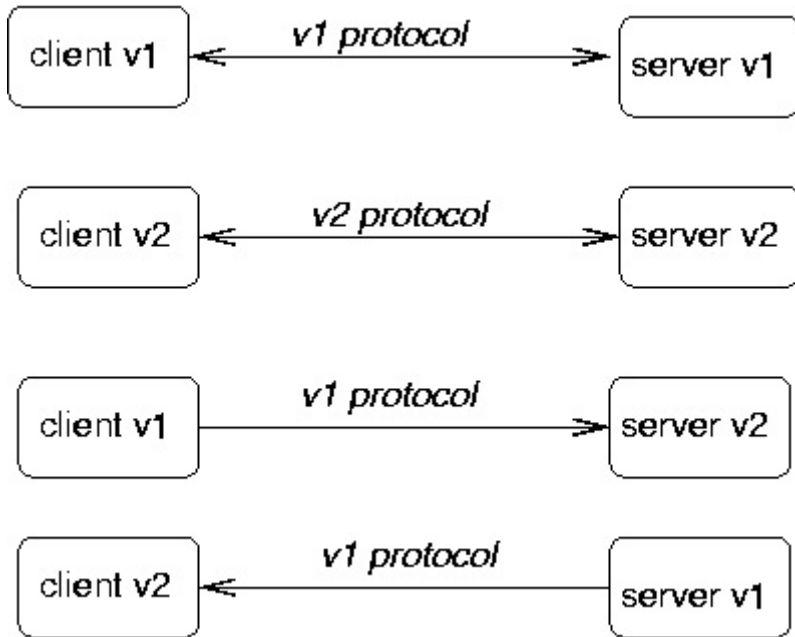 client v1
v1 protocol
server v1
client v2
v2 protocol
server v2
client v1
v1 protocol
server v2
client v2
v1 protocol
server v1